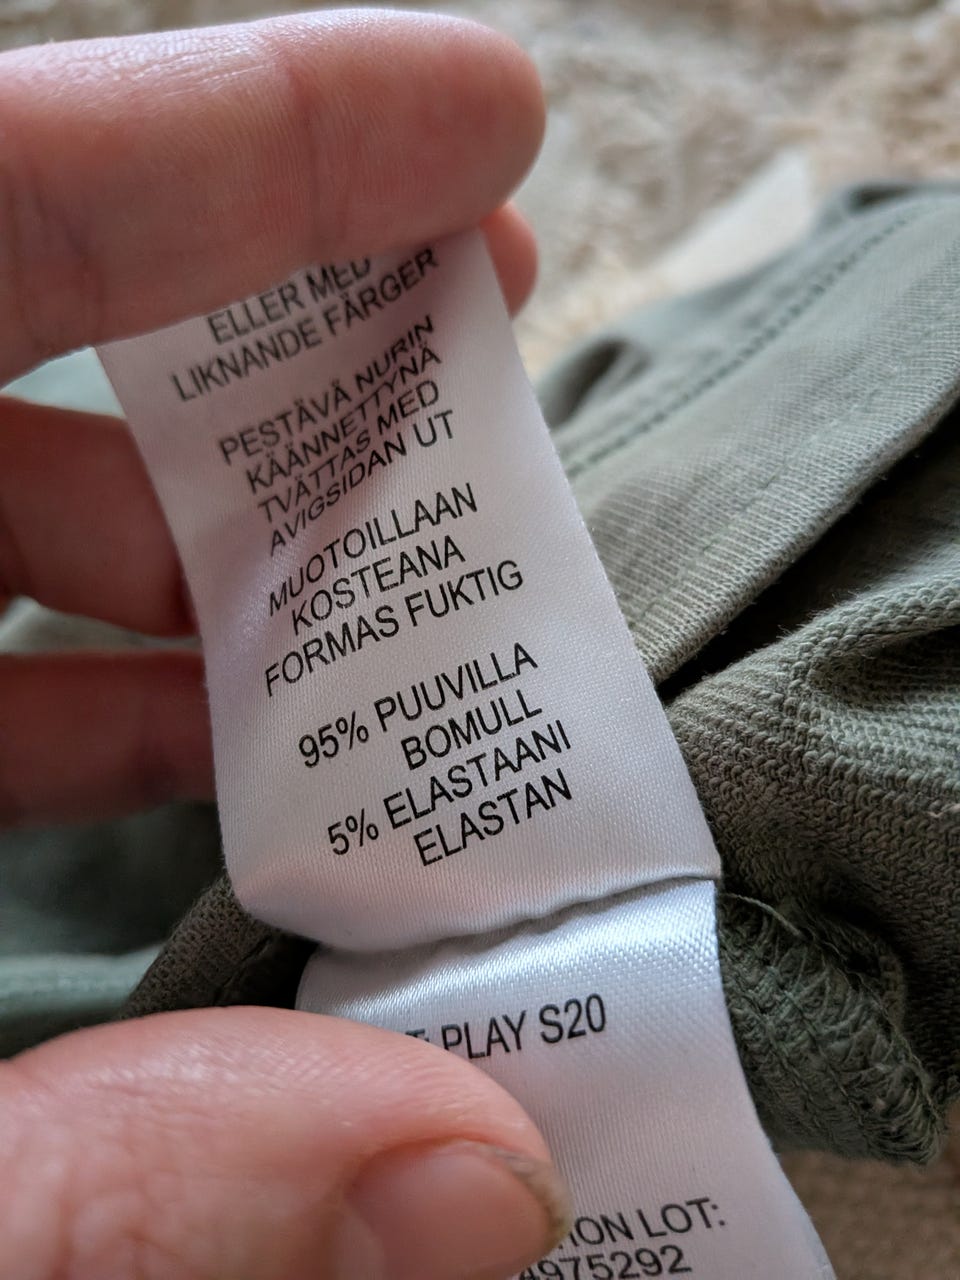 ELLER MED
LIKNANDE FÄRGER
PESTÄVÄ NURIN
KÄÄNNETTYNÄ
TVÄTTAS MED
AVIGSIDAN UT
MUOTOILLAAN
KOSTEANA
FORMAS FUKTIG
95% PUUVILLA
BOMULL
5% ELASTAANI
ELASTAN
PLAY S20
LOT:
4975292